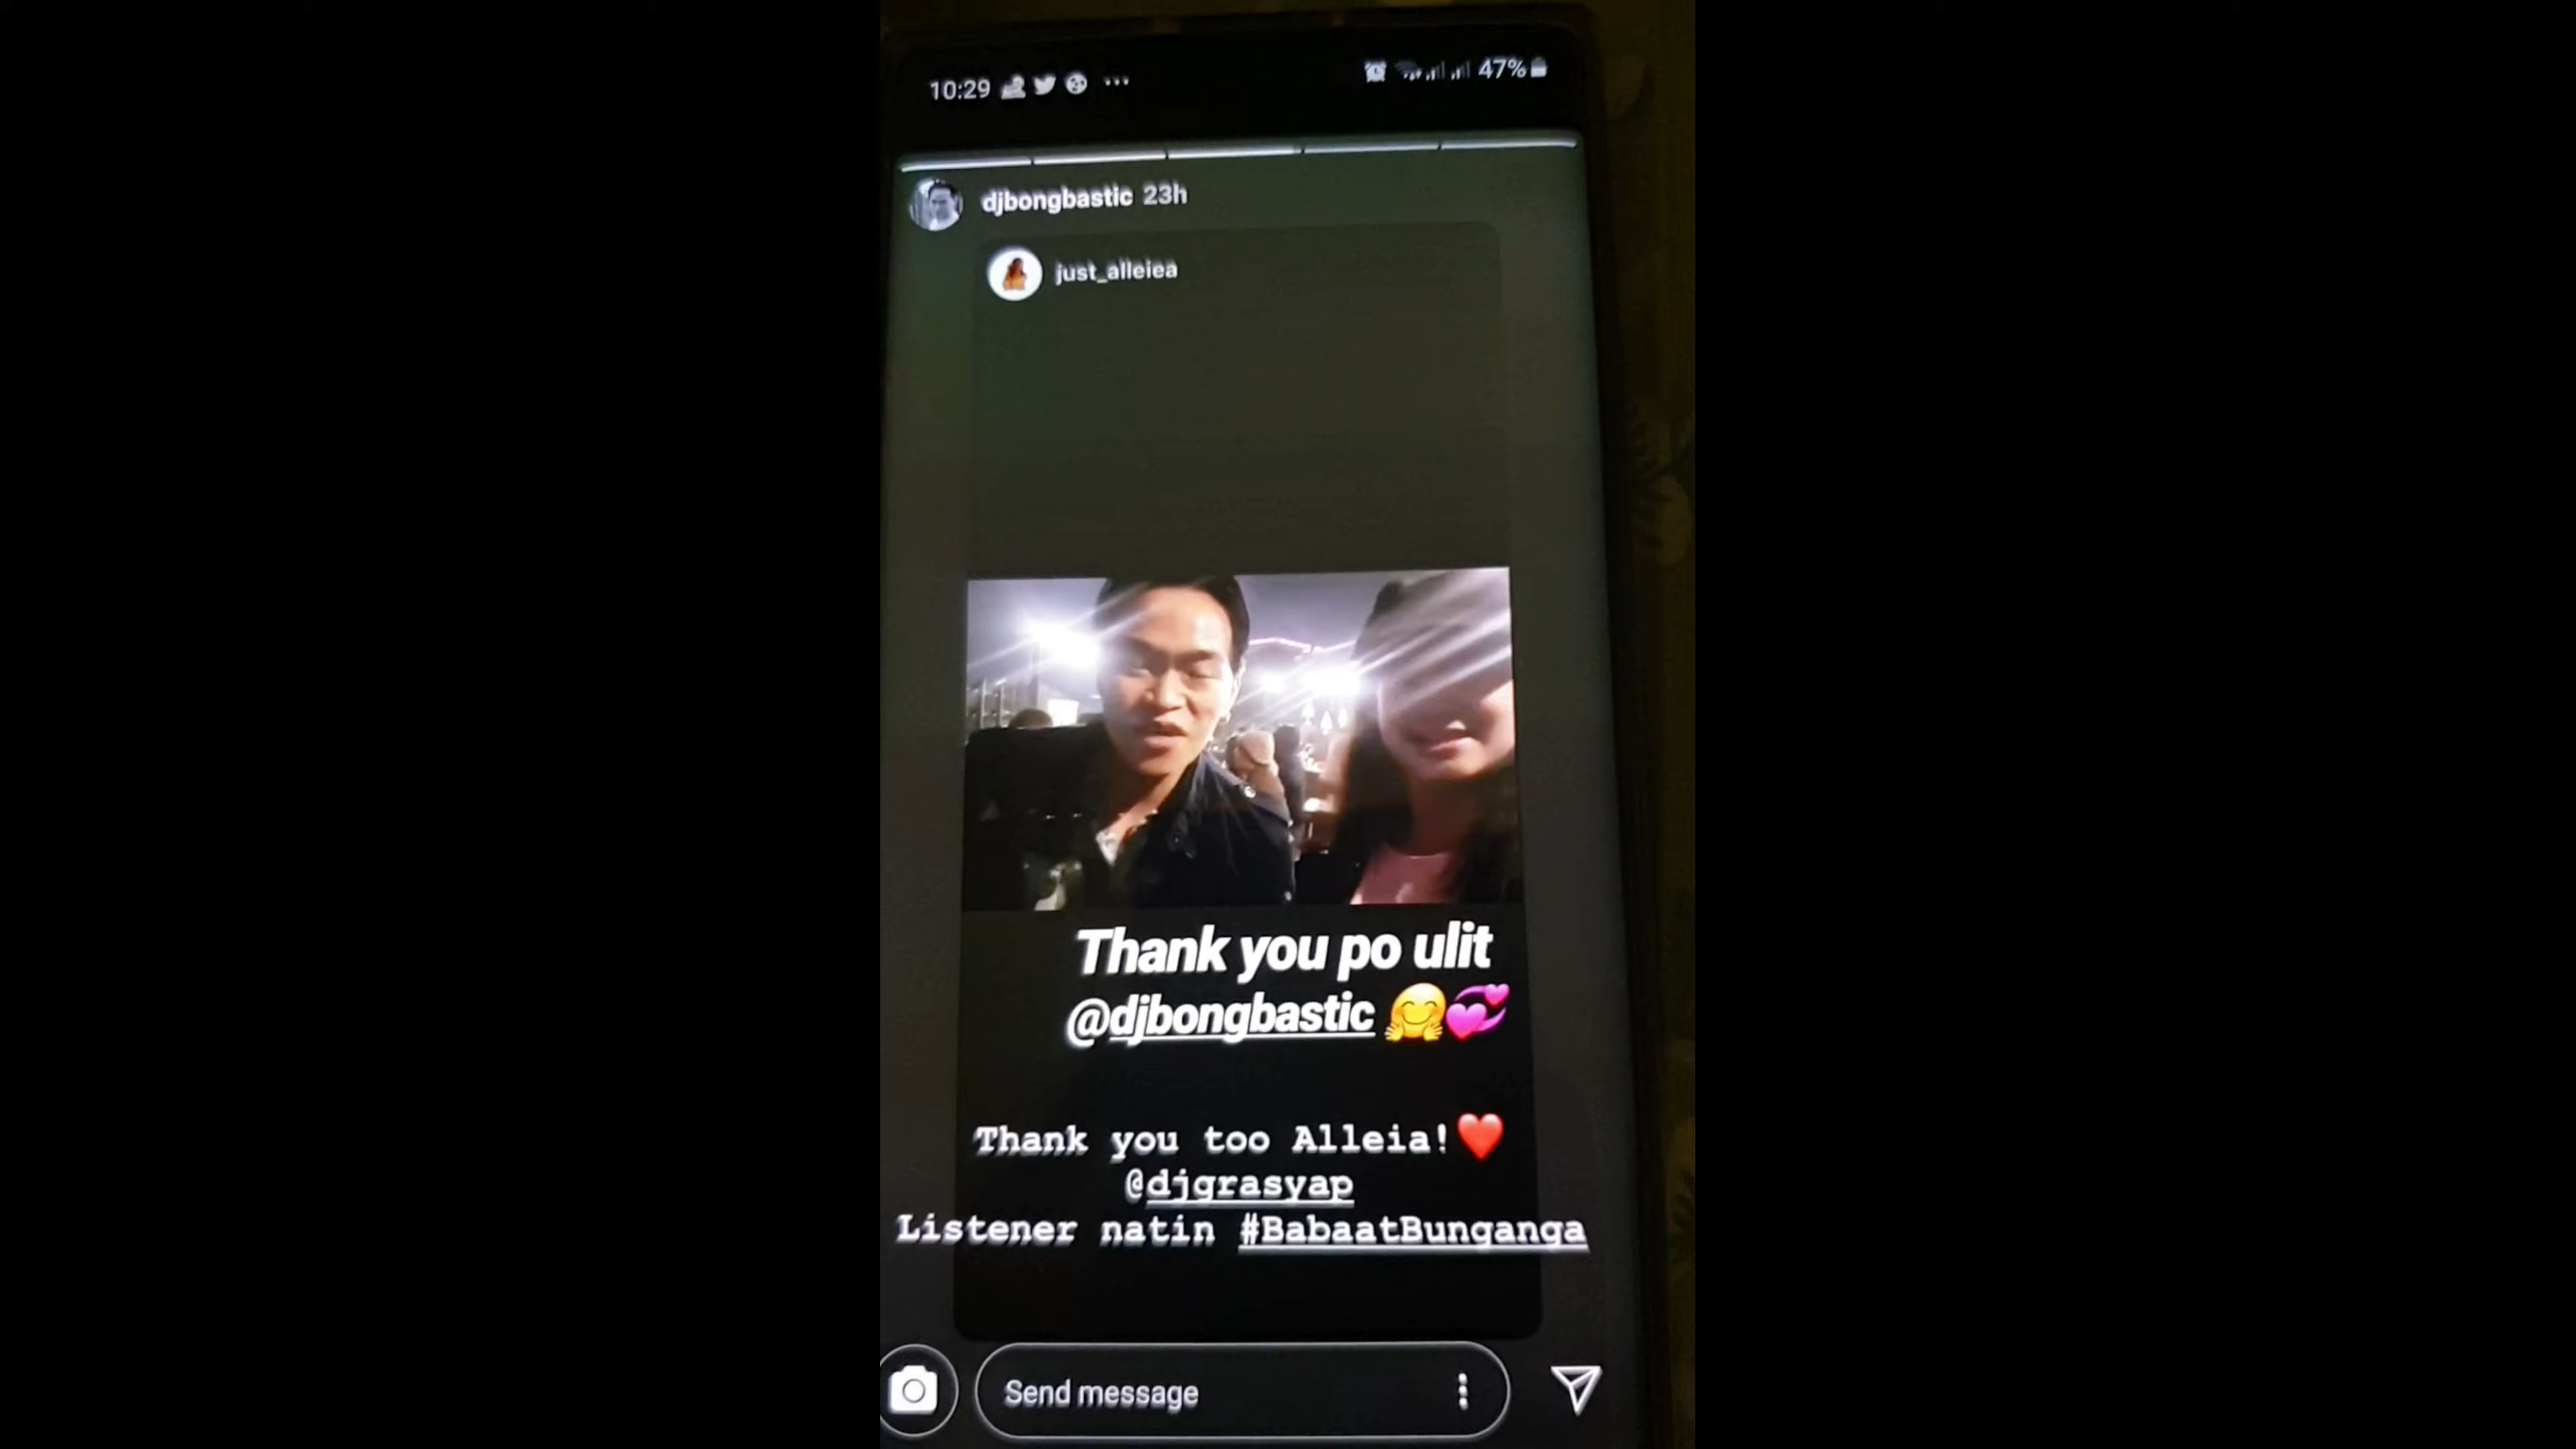 10:29
47%
djbongbastic 23h
just_alleiea
Thank you po ulit
@djbongbastic 🤗💞
Thank you too Alleia!❤️
@djgrasyap
Listener natin #BabaatBunganga
Send message